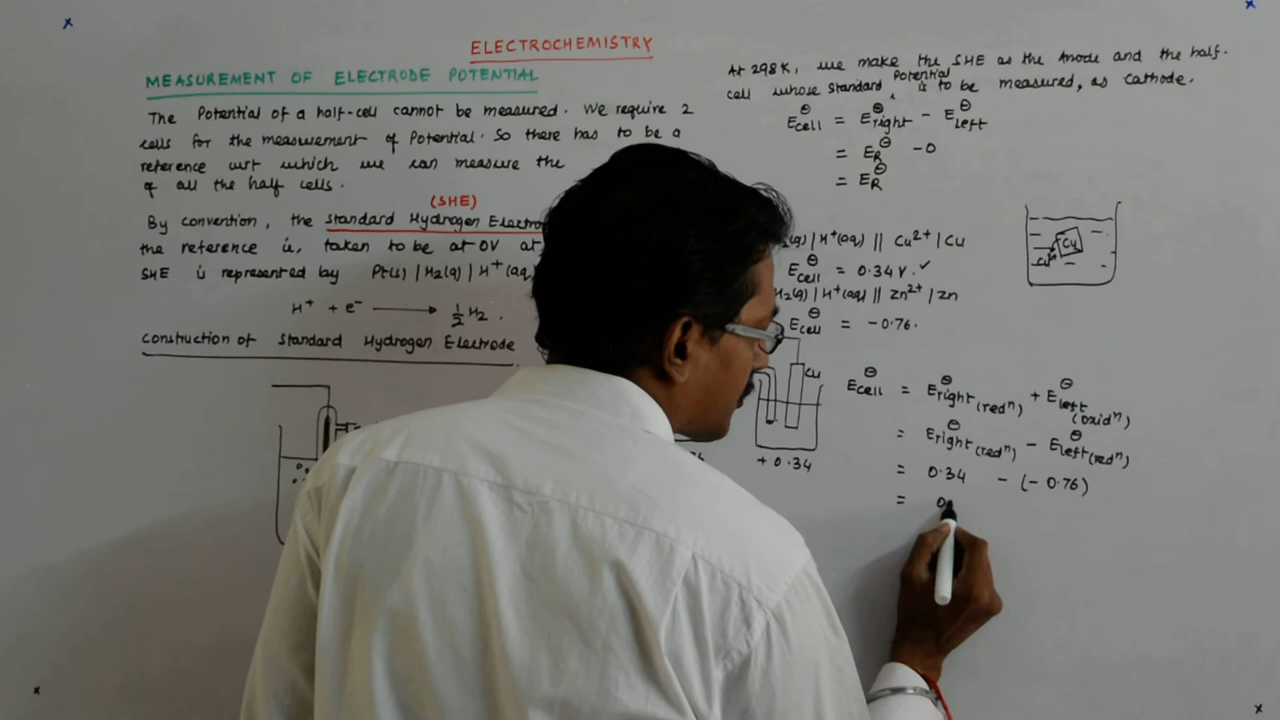 ELECTROCHEMISTRY
MEASUREMENT OF ELECTRODE POTENTIAL
The Potential of a half-cell cannot be measured. We require 2
cells for the measurement of Potential. So there has to be a
reference wrt which we can measure the
of all the half cells.
(SHE)
By convention, the Standard Hydrogen Electro
the reference is, taken to be at 0V at
SHE is represented by Pt(s) | H2(g) | H⁺(aq
H⁺ + e⁻ ⟶ ½ H₂ .
Construction of Standard Hydrogen Electrode
At 298K, we make the SHE as the Anode and the half-
cell whose standard Potential is to be measured, as Cathode.
E⊖cell = E⊖right - E⊖left
= E⊖R - 0
= E⊖R
(g) | H⁺(aq) || Cu²⁺ | Cu
E⊖cell = 0.34 V. ✓
H₂(g) | H⁺(aq) || Zn²⁺ | Zn
E⊖cell = -0.76.
Cu
Cu
+ 0.34
E⊖cell = E⊖right (redⁿ) + E⊖left (oxidⁿ)
= E⊖right (redⁿ) - E⊖left (redⁿ)
= 0.34 - (- 0.76)
= 0